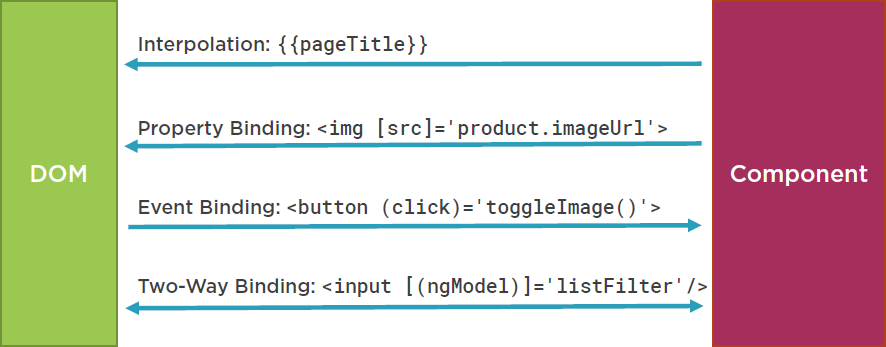 Interpolation: {{pageTitle}}
Property Binding: <img [src]='product.imageUrl'>
DOM
Component
Event Binding: <button (click)='toggleImage()'>
Two-Way Binding: <input [(ngModel)]='listFilter'/>